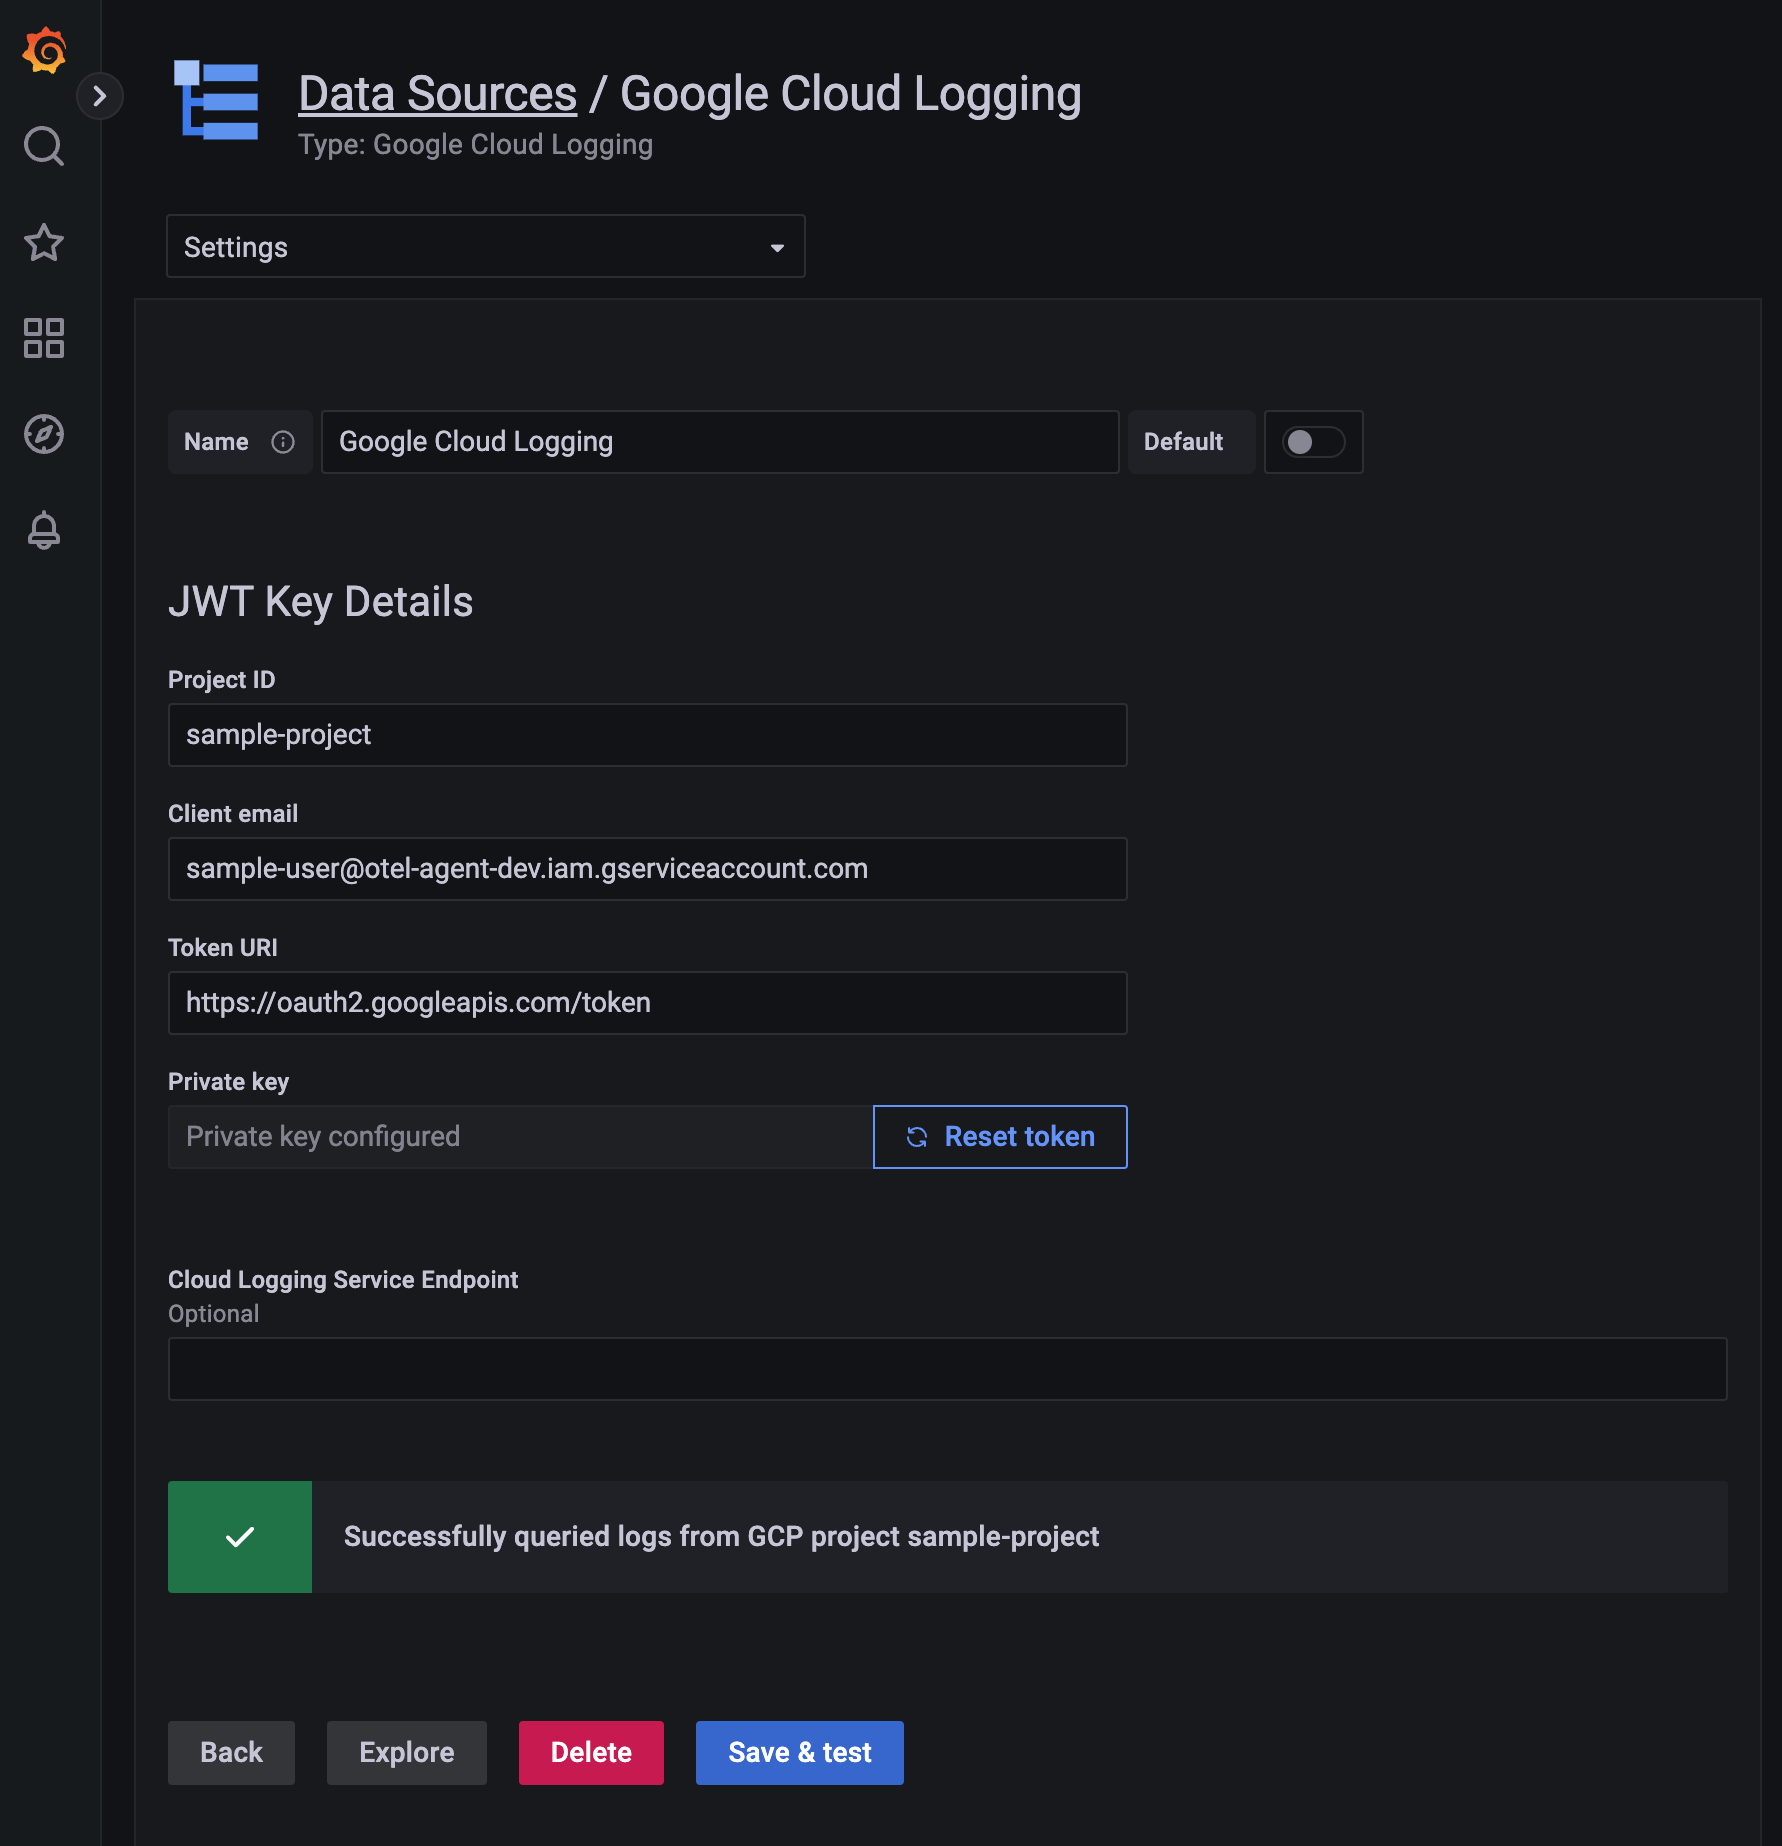 Data Sources / Google Cloud Logging
Type: Google Cloud Logging
Settings
Name Google Cloud Logging Default
JWT Key Details
Project ID
sample-project
Client email
sample-user@otel-agent-dev.iam.gserviceaccount.com
Token URI
https://oauth2.googleapis.com/token
Private key
Private key configured Reset token
Cloud Logging Service Endpoint
Optional
Successfully queried logs from GCP project sample-project
Back Explore Delete Save & test